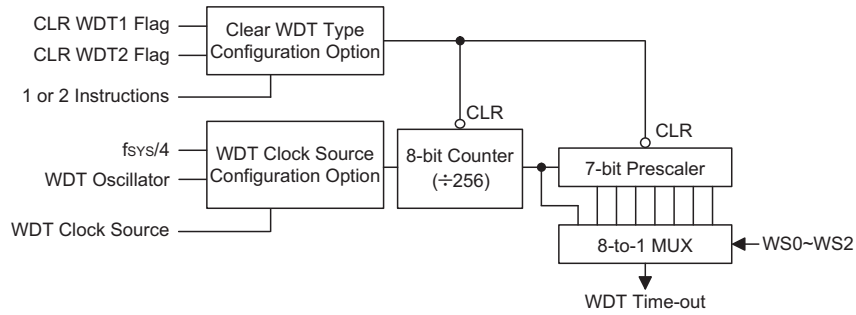 CLR WDT1 Flag
CLR WDT2 Flag
1 or 2 Instructions
Clear WDT Type
Configuration Option
fSYS/4
WDT Oscillator
WDT Clock Source
WDT Clock Source
Configuration Option
CLR
8-bit Counter
(÷256)
CLR
7-bit Prescaler
8-to-1 MUX
WS0~WS2
WDT Time-out